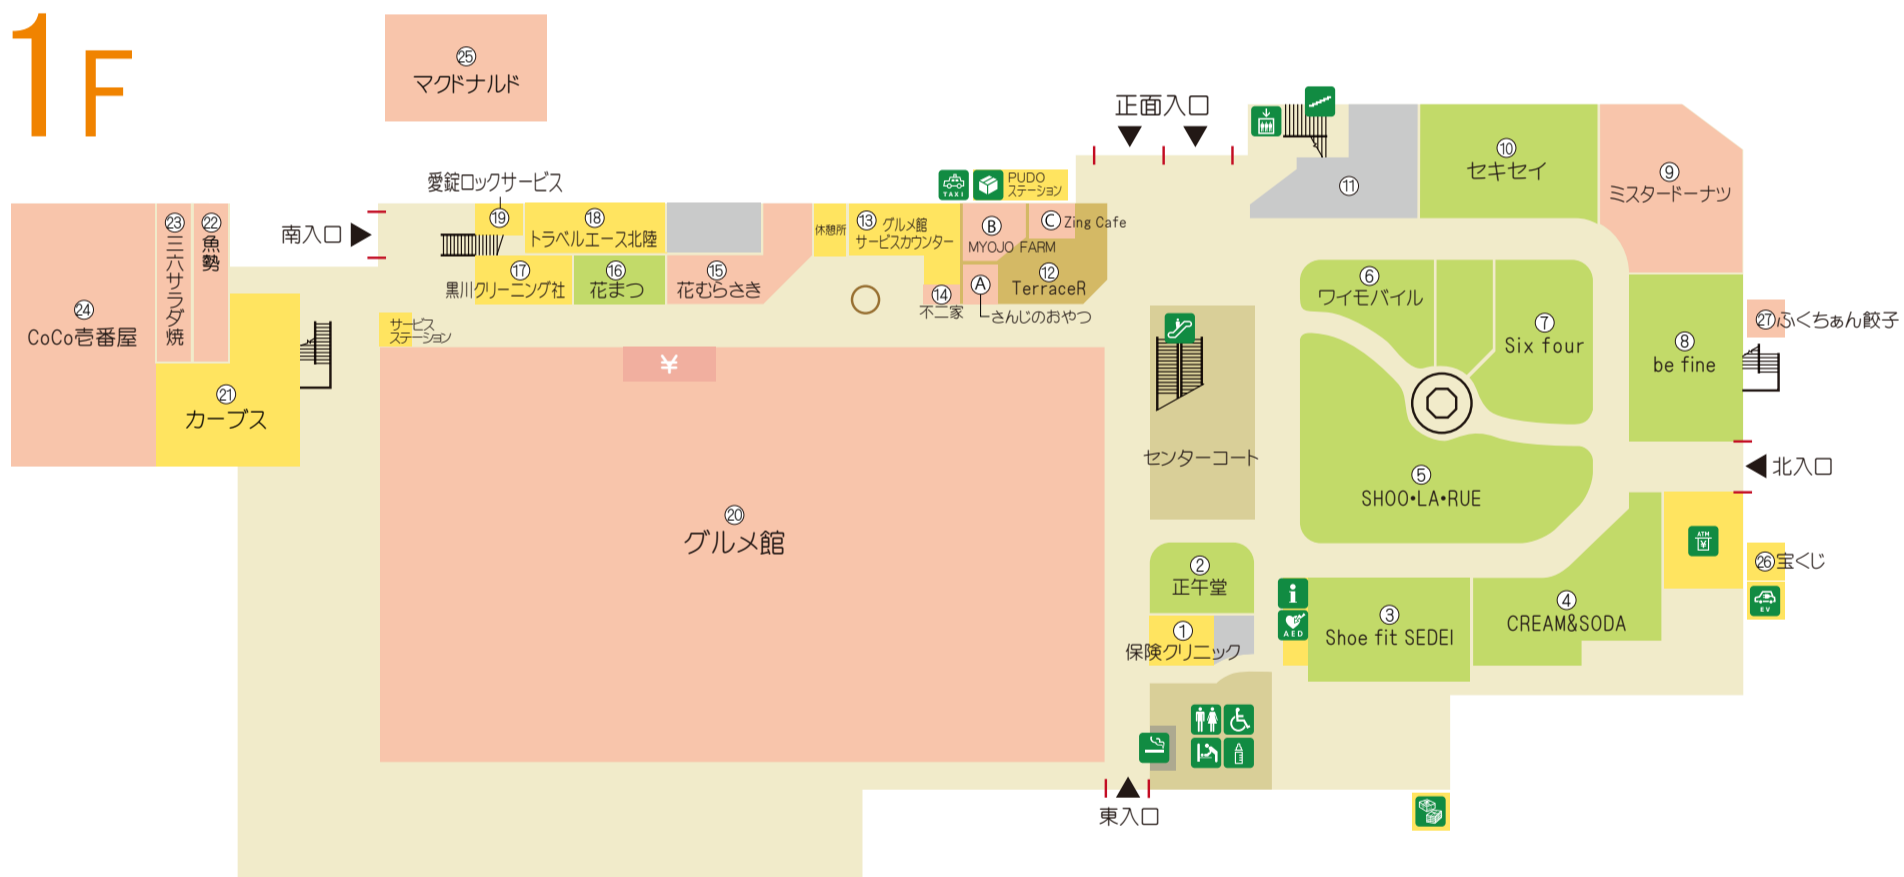 1F
㉕
マクドナルド
正面入口
愛錠ロックサービス
TAXI
PUDO
ステーション
⑪
⑩
セキセイ
⑨
ミスタードーナツ
南入口
⑲
⑱
トラベルエース北陸
休憩所
⑬ グルメ館
サービスカウンター
Ⓑ
MYOJO FARM
Ⓒ Zing Cafe
⑫
TerraceR
㉔
CoCo壱番屋
㉓
三六サラダ焼
㉒
魚勢
⑰
黒川クリーニング社
⑯
花まつ
⑮
花むらさき
⑭
不二家
Ⓐ
さんじのおやつ
⑥
ワイモバイル
⑦
Six four
⑧
be fine
㉗ふくちぁん餃子
サービス
ステーション
¥
㉑
カーブス
センターコート
⑤
SHOO•LA•RUE
北入口
⑳
グルメ館
ATM
¥
㉖宝くじ
EV
②
正午堂
①
保険クリニック
i
AED
③
Shoe fit SEDEI
④
CREAM&SODA
東入口